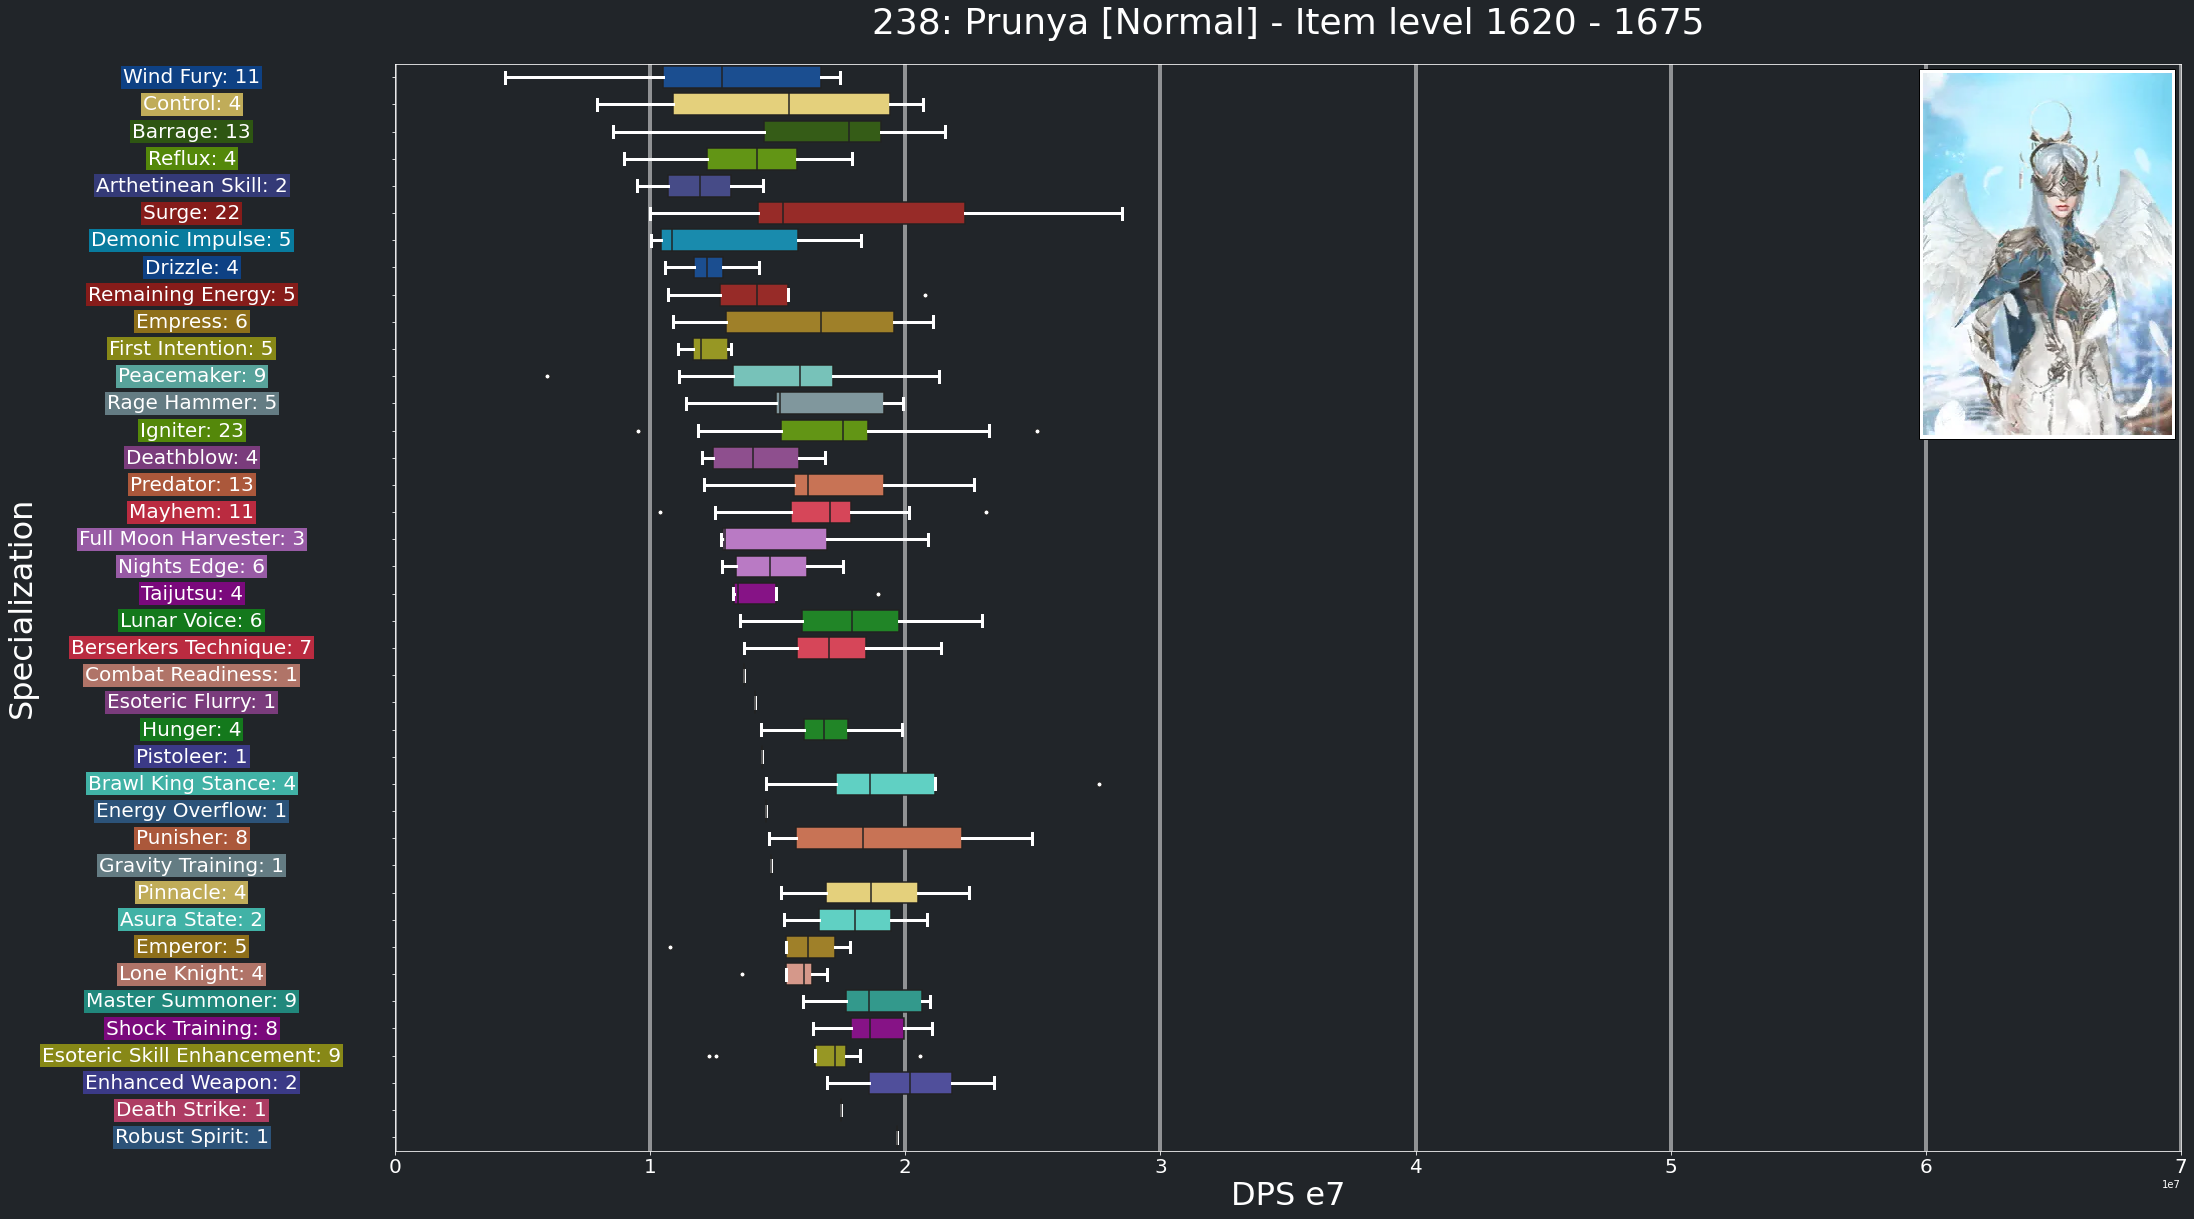 238: Prunya [Normal] - Item level 1620 - 1675
Wind Fury: 11
Control: 4
Barrage: 13
Reflux: 4
Arthetinean Skill: 2
Surge: 22
Demonic Impulse: 5
Drizzle: 4
Remaining Energy: 5
Empress: 6
First Intention: 5
Peacemaker: 9
Rage Hammer: 5
Igniter: 23
Deathblow: 4
Predator: 13
Mayhem: 11
Full Moon Harvester: 3
Nights Edge: 6
Taijutsu: 4
Lunar Voice: 6
Berserkers Technique: 7
Combat Readiness: 1
Esoteric Flurry: 1
Hunger: 4
Pistoleer: 1
Brawl King Stance: 4
Energy Overflow: 1
Punisher: 8
Gravity Training: 1
Pinnacle: 4
Asura State: 2
Emperor: 5
Lone Knight: 4
Master Summoner: 9
Shock Training: 8
Esoteric Skill Enhancement: 9
Enhanced Weapon: 2
Death Strike: 1
Robust Spirit: 1
Specialization
0 1 2 3 4 5 6 7
1e7
DPS e7